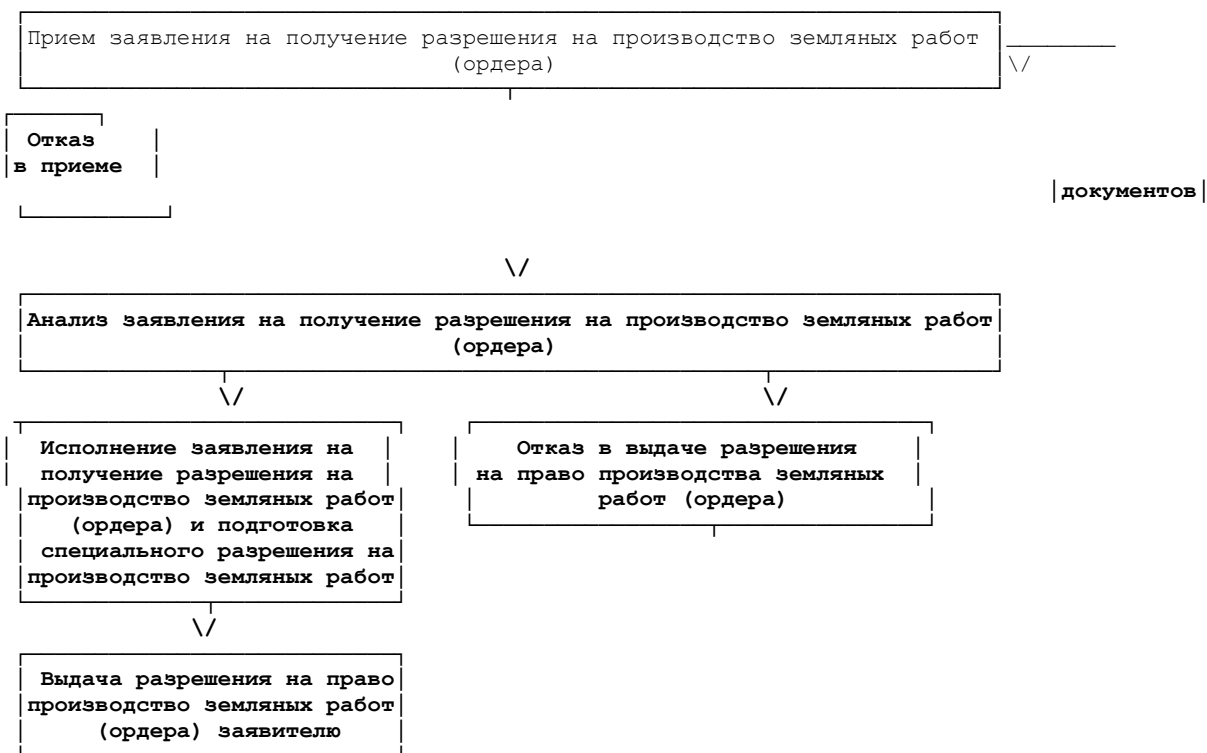 Прием заявления на получение разрешения на производство земляных работ
(ордера)
Отказ
в приеме
документов
Анализ заявления на получение разрешения на производство земляных работ
(ордера)
Исполнение заявления на
получение разрешения на
производство земляных работ
(ордера) и подготовка
специального разрешения на
производство земляных работ
Отказ в выдаче разрешения
на право производства земляных
работ (ордера)
Выдача разрешения на право
производство земляных работ
(ордера) заявителю